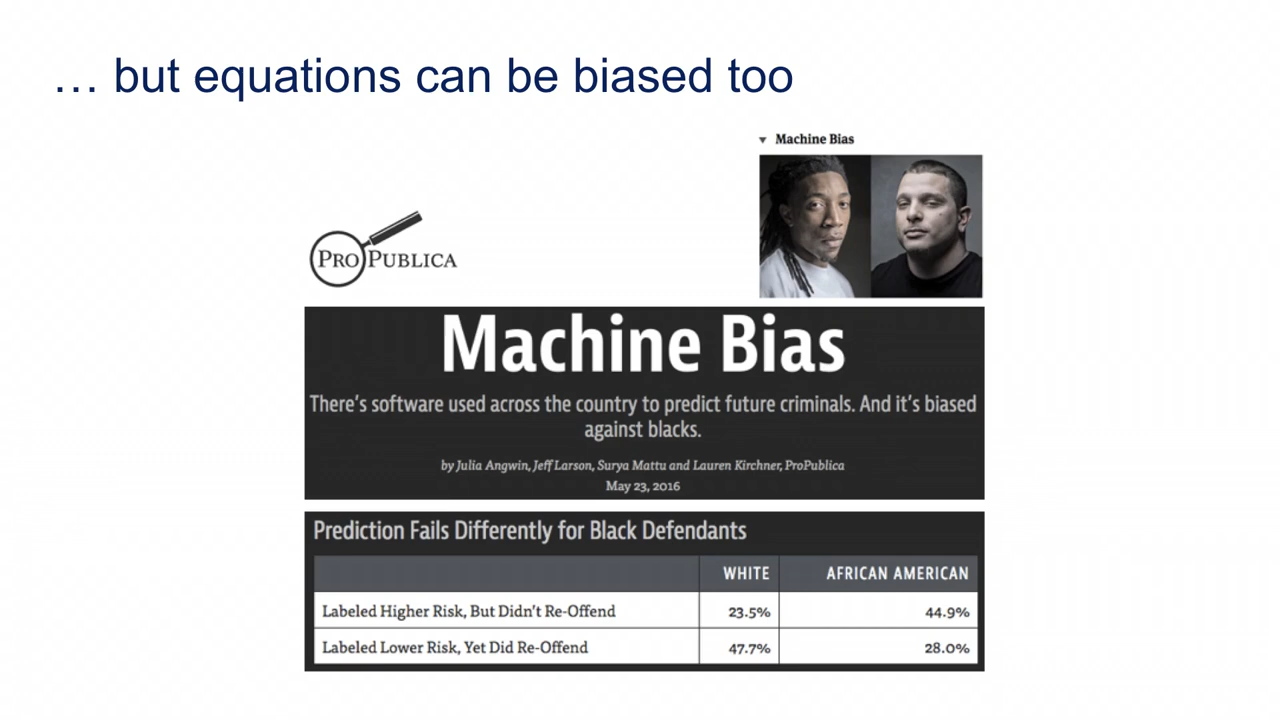 … but equations can be biased too
Machine Bias
PROPUBLICA
Machine Bias
There's software used across the country to predict future criminals. And it's biased
against blacks.
by Julia Angwin, Jeff Larson, Surya Mattu and Lauren Kirchner, ProPublica
May 23, 2016
Prediction Fails Differently for Black Defendants
WHITE AFRICAN AMERICAN
Labeled Higher Risk, But Didn't Re-Offend 23.5% 44.9%
Labeled Lower Risk, Yet Did Re-Offend 47.7% 28.0%